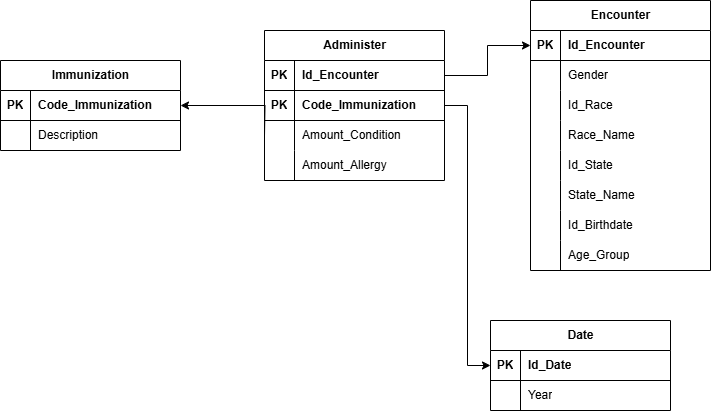 Immunization
PK Code_Immunization
Description
Administer
PK Id_Encounter
PK Code_Immunization
Amount_Condition
Amount_Allergy
Encounter
PK Id_Encounter
Gender
Id_Race
Race_Name
Id_State
State_Name
Id_Birthdate
Age_Group
Date
PK Id_Date
Year